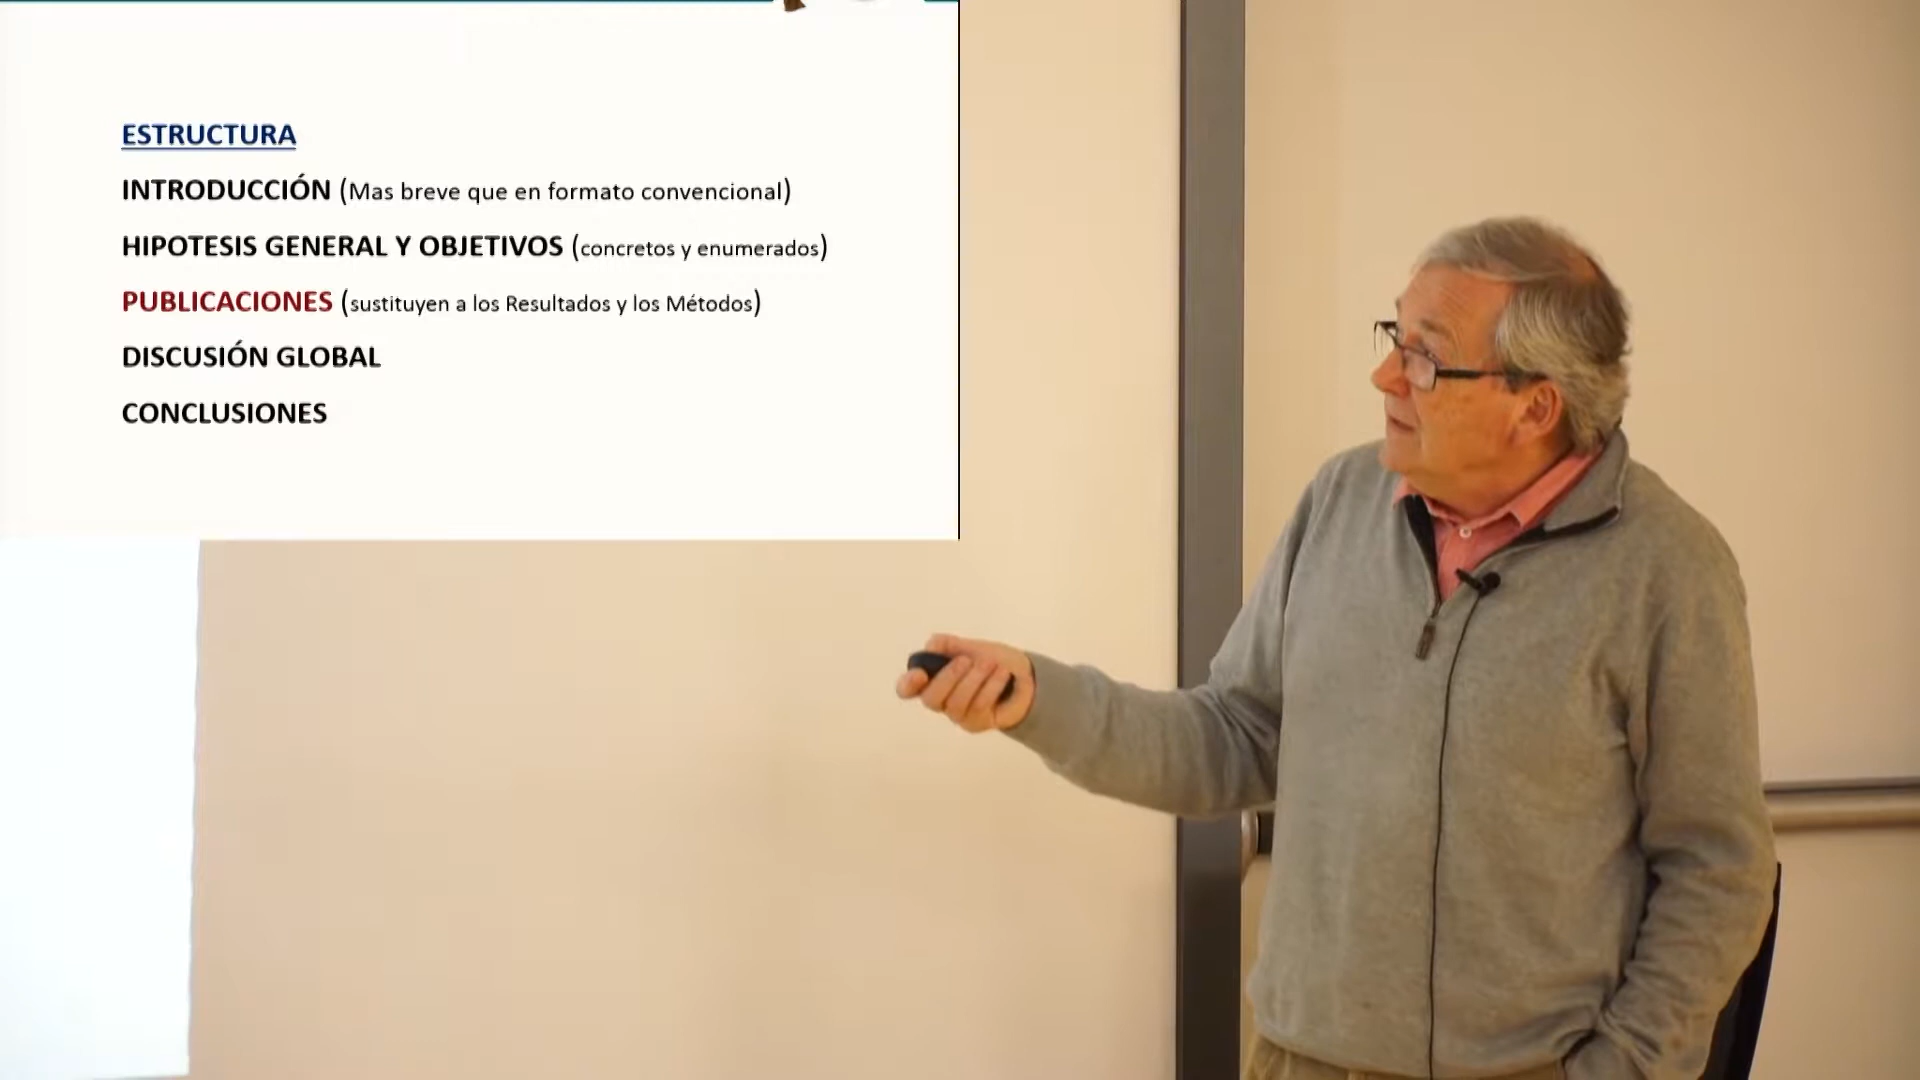 ESTRUCTURA
INTRODUCCIÓN (Mas breve que en formato convencional)
HIPOTESIS GENERAL Y OBJETIVOS (concretos y enumerados)
PUBLICACIONES (sustituyen a los Resultados y los Métodos)
DISCUSIÓN GLOBAL
CONCLUSIONES